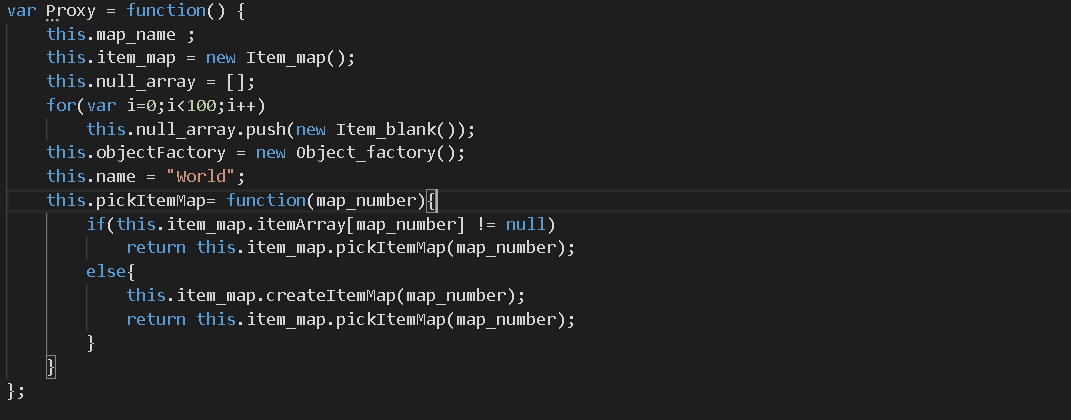 var Proxy = function() {
    this.map_name ;
    this.item_map = new Item_map();
    this.null_array = [];
    for(var i=0;i<100;i++)
        this.null_array.push(new Item_blank());
    this.objectFactory = new Object_factory();
    this.name = "World";
    this.pickItemMap= function(map_number){
        if(this.item_map.itemArray[map_number] != null)
            return this.item_map.pickItemMap(map_number);
        else{
            this.item_map.createItemMap(map_number);
            return this.item_map.pickItemMap(map_number);
        }
    }
};